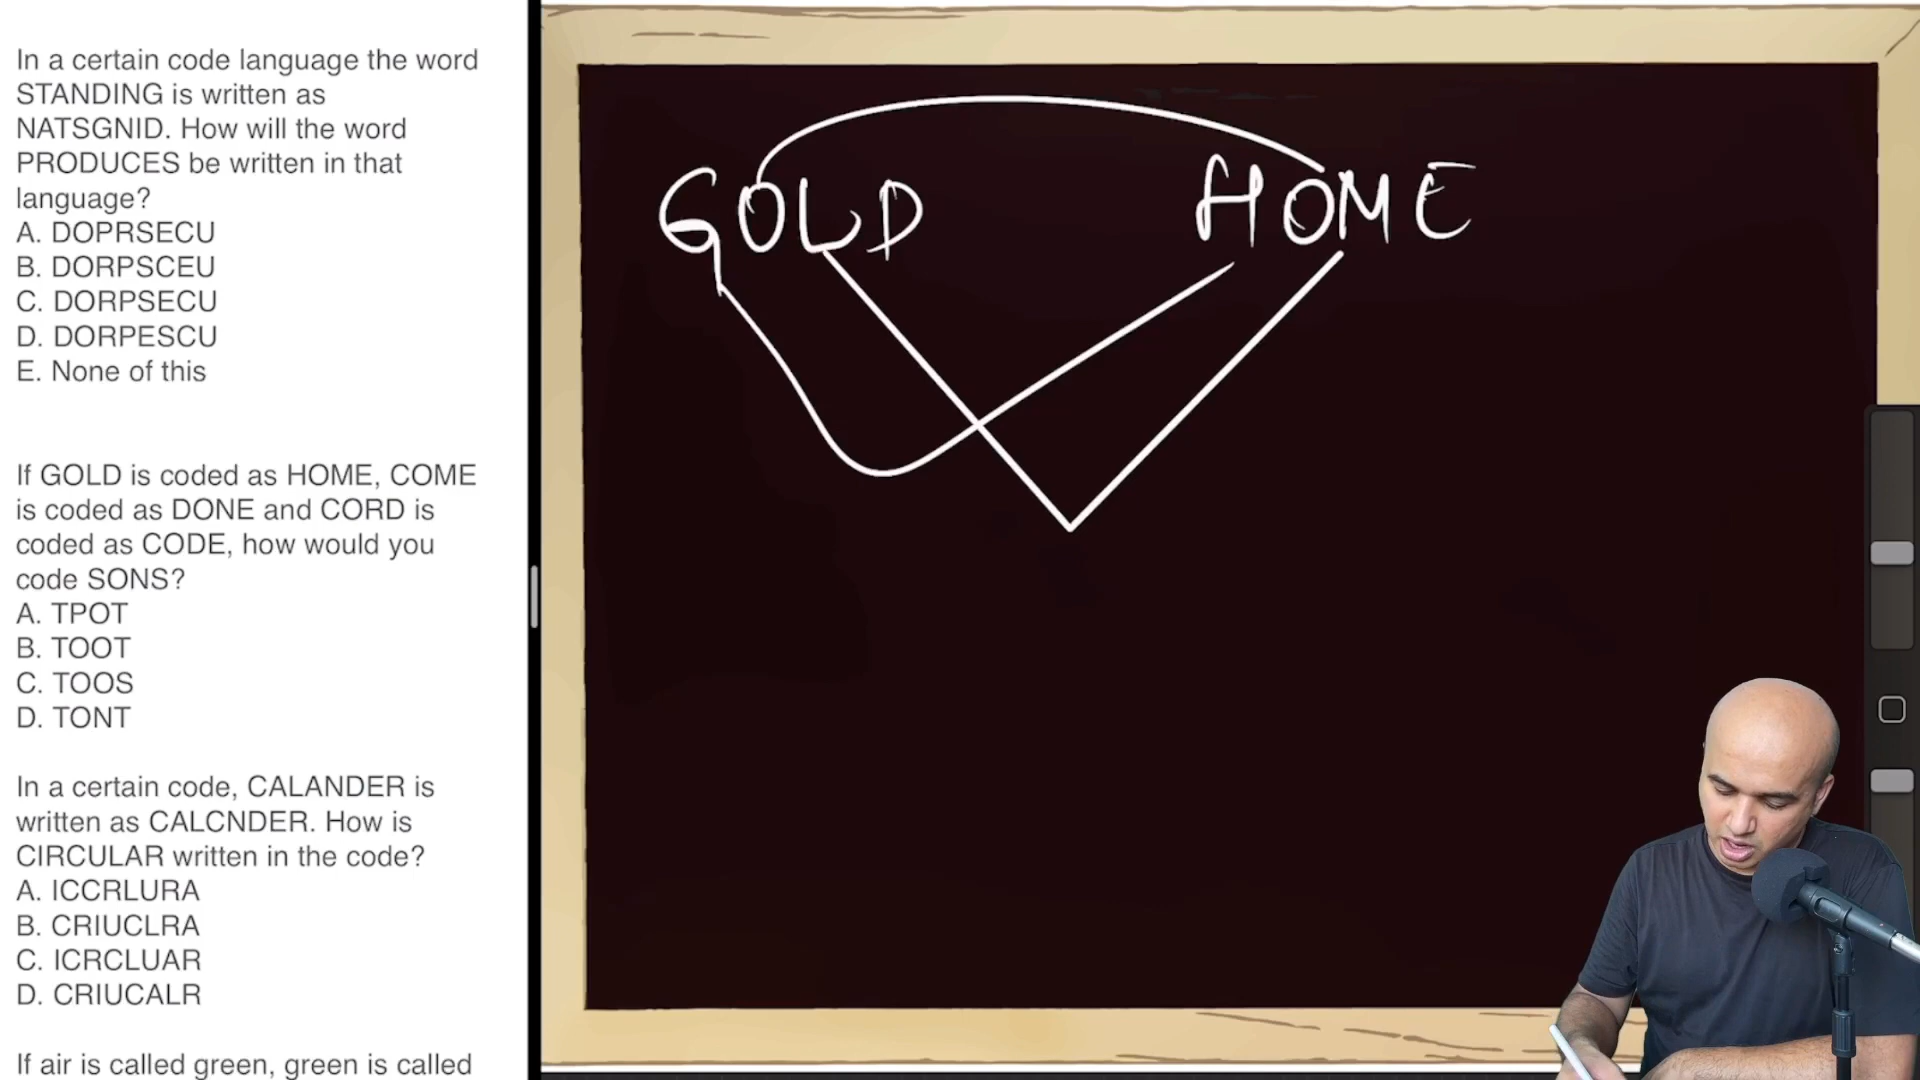 In a certain code language the word
STANDING is written as
NATSGNID. How will the word
PRODUCES be written in that
language?
A. DOPRSECU
B. DORPSCEU
C. DORPSECU
D. DORPESCU
E. None of this
If GOLD is coded as HOME, COME
is coded as DONE and CORD is
coded as CODE, how would you
code SONS?
A. TPOT
B. TOOT
C. TOOS
D. TONT
In a certain code, CALANDER is
written as CALCNDER. How is
CIRCULAR written in the code?
A. ICCRLURA
B. CRIUCLRA
C. ICRCLUAR
D. CRIUCALR
If air is called green, green is called
GOLD HOME